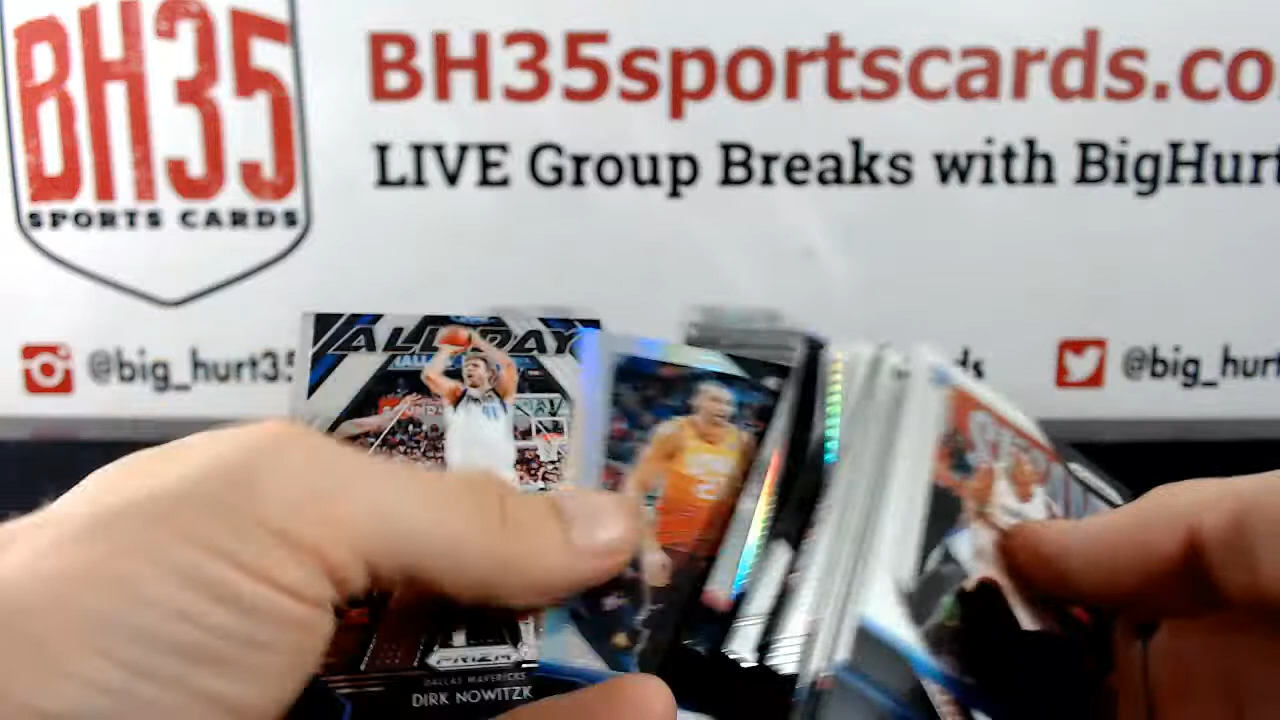 BH35
SPORTS CARDS
BH35sportscards.co
LIVE Group Breaks with BigHurt
@big_hurt35
ds
@big_hurt
ALL DAY
PRIZM
DALLAS MAVERICKS
DIRK NOWITZK